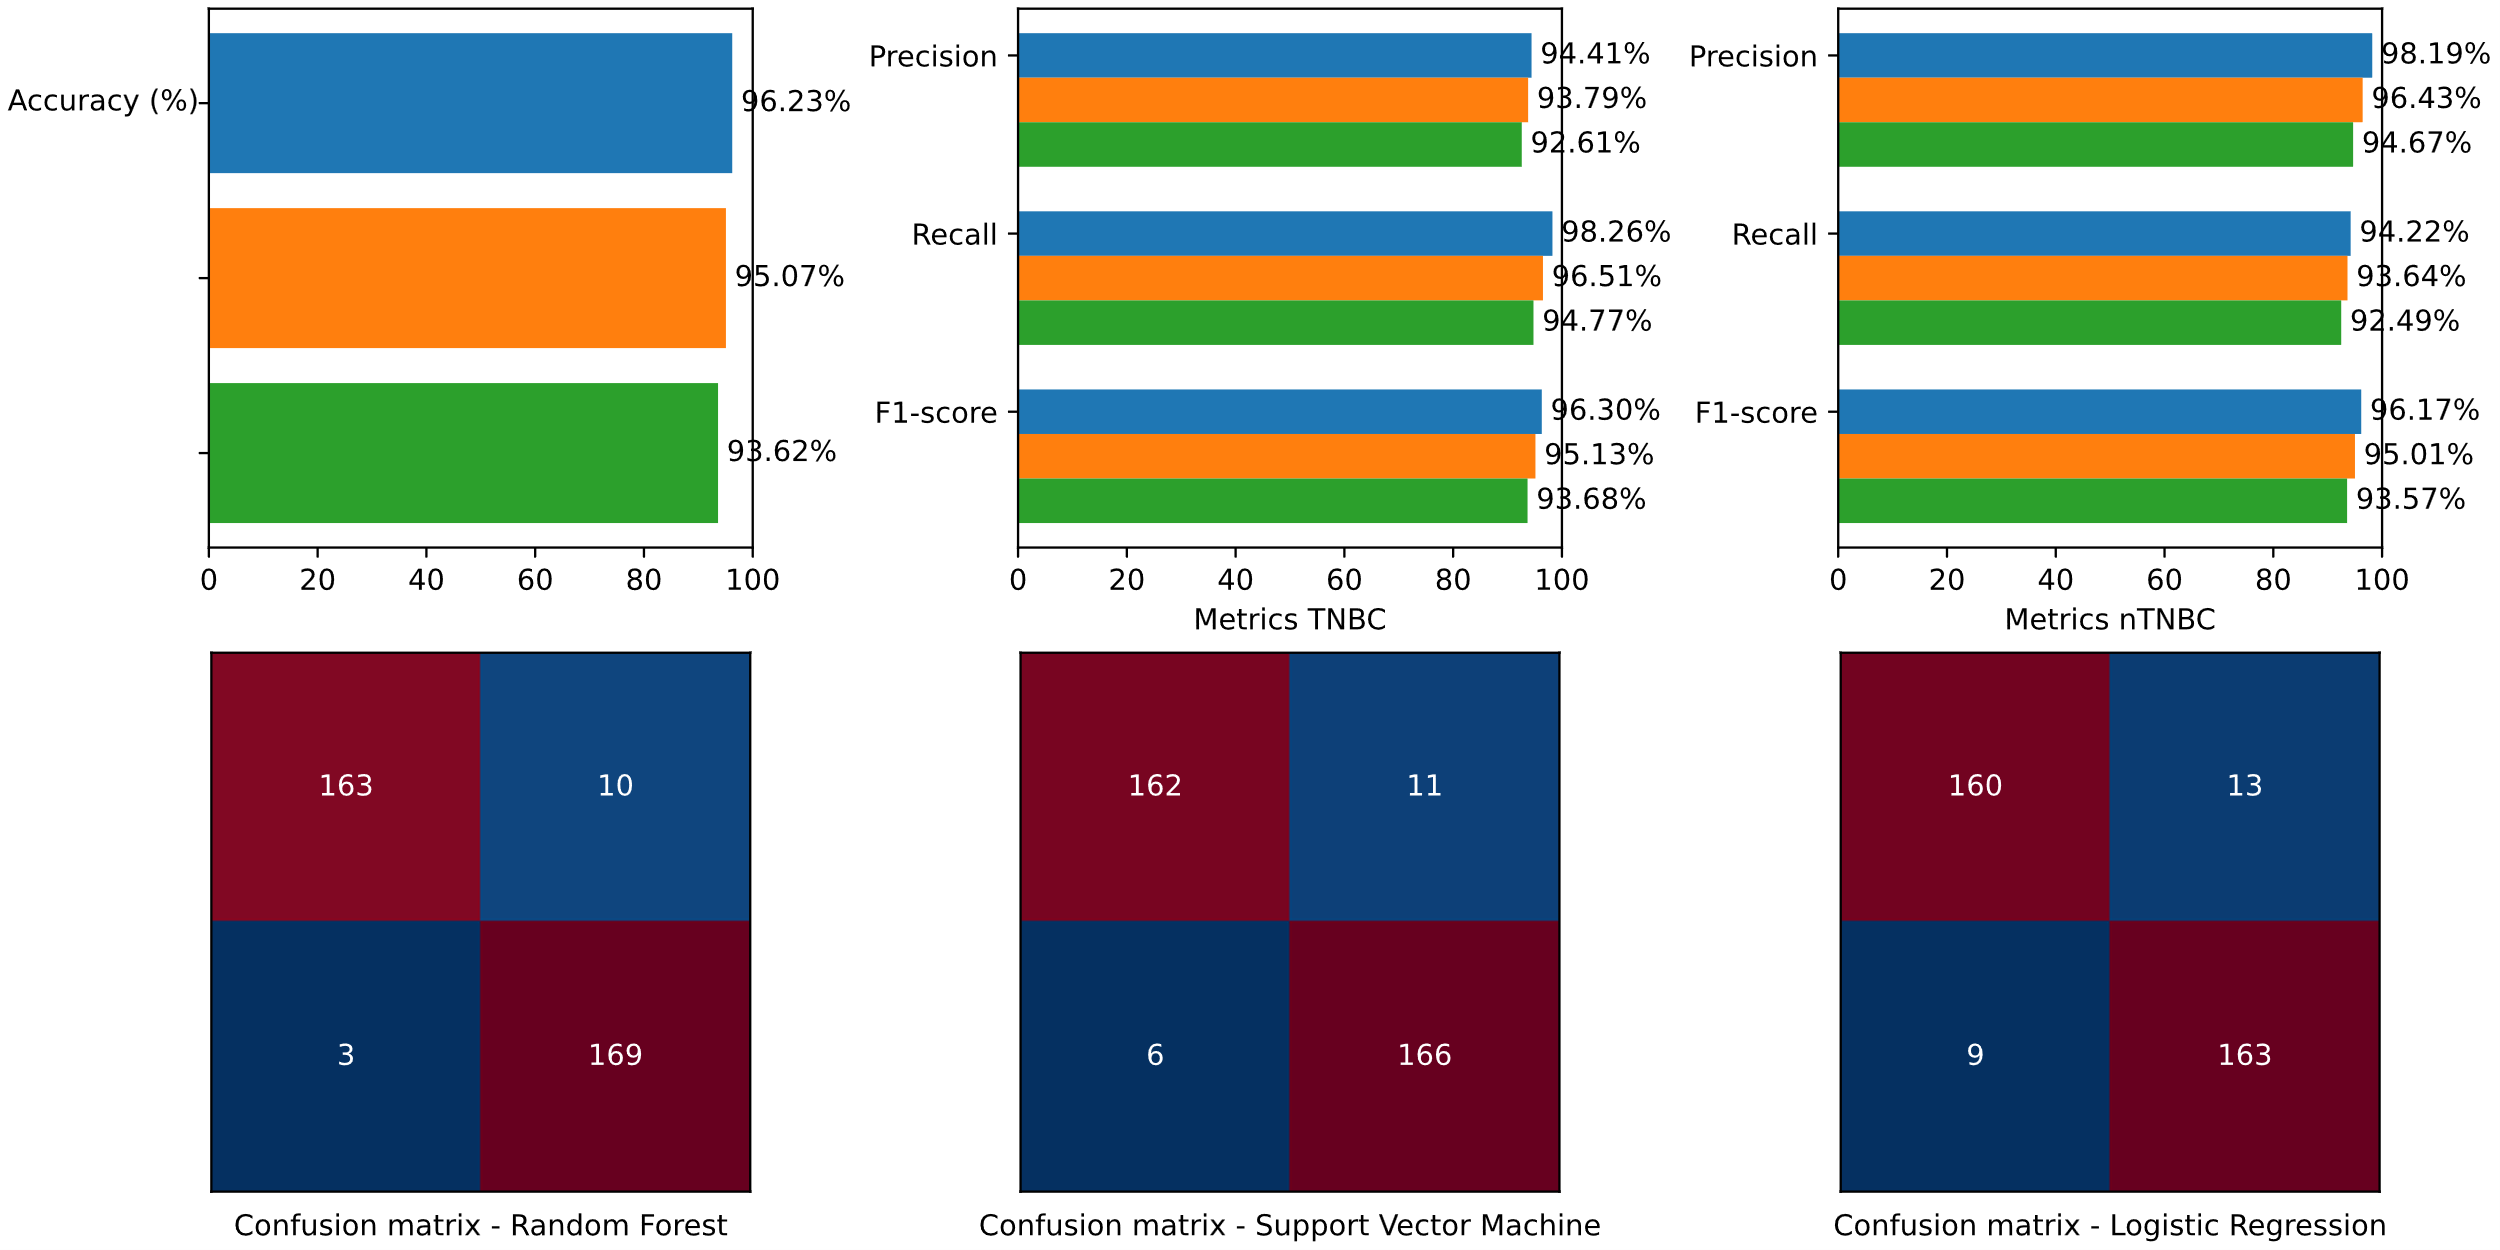 Accuracy (%)
96.23%
95.07%
93.62%
0 20 40 60 80 100
Precision
94.41%
93.79%
92.61%
Recall
98.26%
96.51%
94.77%
F1-score
96.30%
95.13%
93.68%
0 20 40 60 80 100
Metrics TNBC
Precision
98.19%
96.43%
94.67%
Recall
94.22%
93.64%
92.49%
F1-score
96.17%
95.01%
93.57%
0 20 40 60 80 100
Metrics nTNBC
163 10
3 169
Confusion matrix - Random Forest
162 11
6 166
Confusion matrix - Support Vector Machine
160 13
9 163
Confusion matrix - Logistic Regression